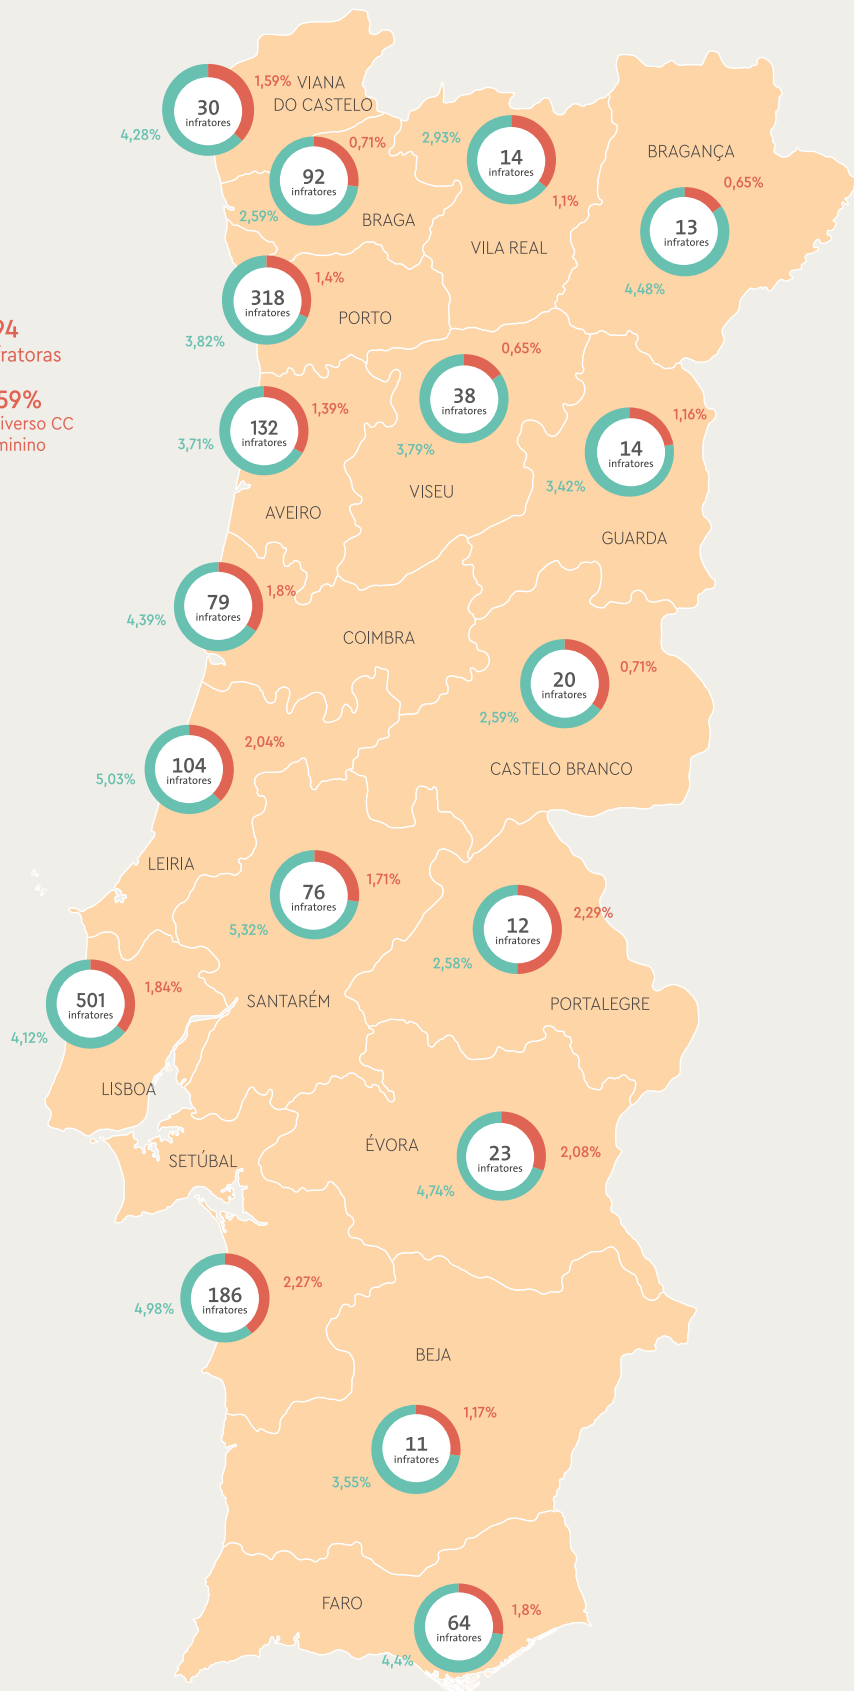 1,59%
VIANA
DO CASTELO
30
infratores
4,28%
0,71%
92
infratores
2,59%
BRAGA
2,93%
14
infratores
1,1%
VILA REAL
BRAGANÇA
0,65%
13
infratores
4,48%
318
infratores
1,4%
3,82%
PORTO
94
fratoras
59%
iverso CC
minino
0,65%
38
infratores
3,79%
VISEU
132
infratores
1,39%
3,71%
AVEIRO
1,16%
14
infratores
3,42%
GUARDA
79
infratores
1,8%
4,39%
COIMBRA
20
infratores
0,71%
2,59%
CASTELO BRANCO
2,04%
104
infratores
5,03%
LEIRIA
76
infratores
1,71%
5,32%
SANTARÉM
12
infratores
2,29%
2,58%
PORTALEGRE
501
infratores
1,84%
4,12%
LISBOA
SETÚBAL
ÉVORA
23
infratores
2,08%
4,74%
186
infratores
2,27%
4,98%
BEJA
11
infratores
1,17%
3,55%
FARO
64
infratores
1,8%
4,4%